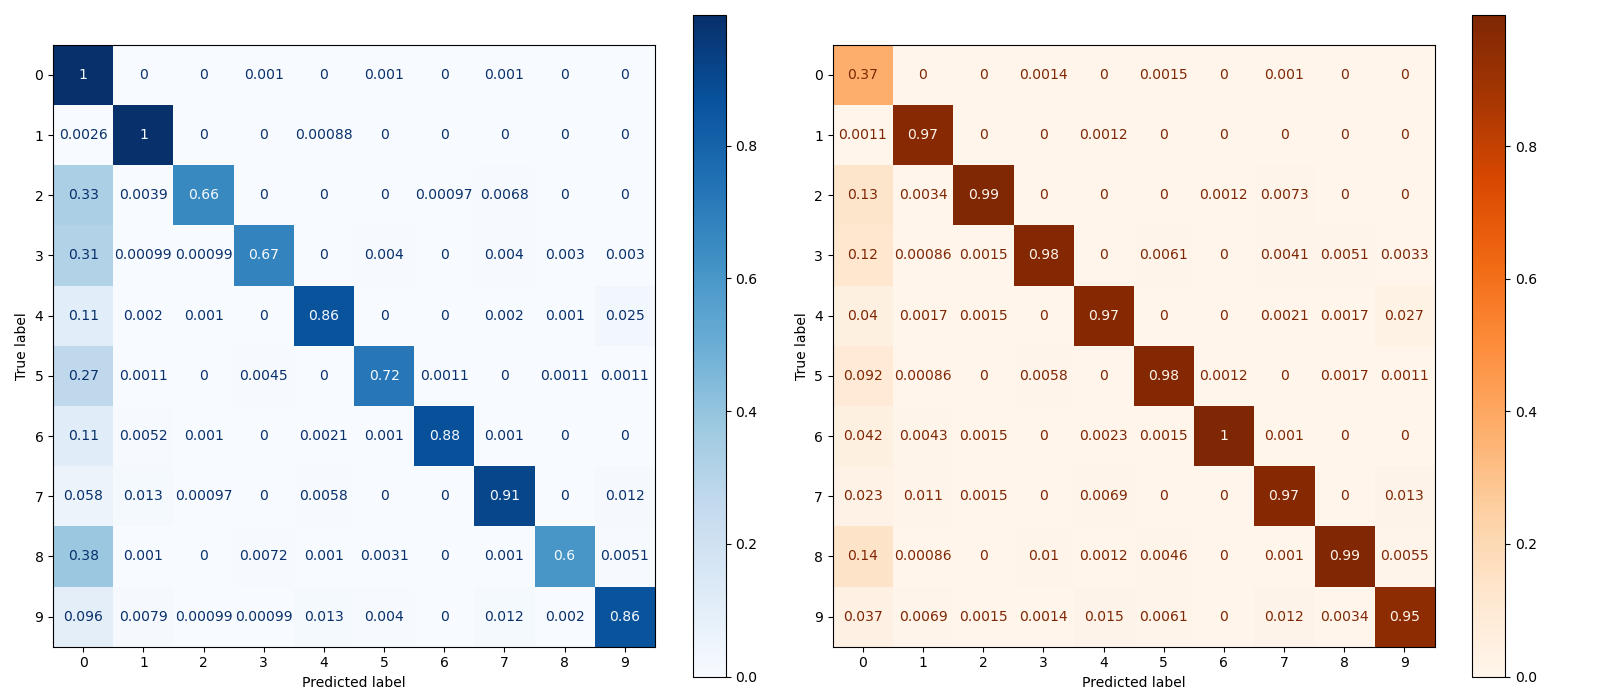 0 1 0 0 0.001 0 0.001 0 0.001 0 0
1 0.0026 1 0 0 0.00088 0 0 0 0 0
0.8
2 0.33 0.0039 0.66 0 0 0 0.00097 0.0068 0 0
3 0.31 0.00099 0.00099 0.67 0 0.004 0 0.004 0.003 0.003
0.6
4 0.11 0.002 0.001 0 0.86 0 0 0.002 0.001 0.025
True label
5 0.27 0.0011 0 0.0045 0 0.72 0.0011 0 0.0011 0.0011
0.4
6 0.11 0.0052 0.001 0 0.0021 0.001 0.88 0.001 0 0
7 0.058 0.013 0.00097 0 0.0058 0 0 0.91 0 0.012
0.2
8 0.38 0.001 0 0.0072 0.001 0.0031 0 0.001 0.6 0.0051
9 0.096 0.0079 0.00099 0.00099 0.013 0.004 0 0.012 0.002 0.86
0.0
0 1 2 3 4 5 6 7 8 9
Predicted label
0 0.37 0 0 0.0014 0 0.0015 0 0.001 0 0
1 0.0011 0.97 0 0 0.0012 0 0 0 0 0
0.8
2 0.13 0.0034 0.99 0 0 0 0.0012 0.0073 0 0
3 0.12 0.00086 0.0015 0.98 0 0.0061 0 0.0041 0.0051 0.0033
0.6
4 0.04 0.0017 0.0015 0 0.97 0 0 0.0021 0.0017 0.027
True label
5 0.092 0.00086 0 0.0058 0 0.98 0.0012 0 0.0017 0.0011
0.4
6 0.042 0.0043 0.0015 0 0.0023 0.0015 1 0.001 0 0
7 0.023 0.011 0.0015 0 0.0069 0 0 0.97 0 0.013
0.2
8 0.14 0.00086 0 0.01 0.0012 0.0046 0 0.001 0.99 0.0055
9 0.037 0.0069 0.0015 0.0014 0.015 0.0061 0 0.012 0.0034 0.95
0.0
0 1 2 3 4 5 6 7 8 9
Predicted label